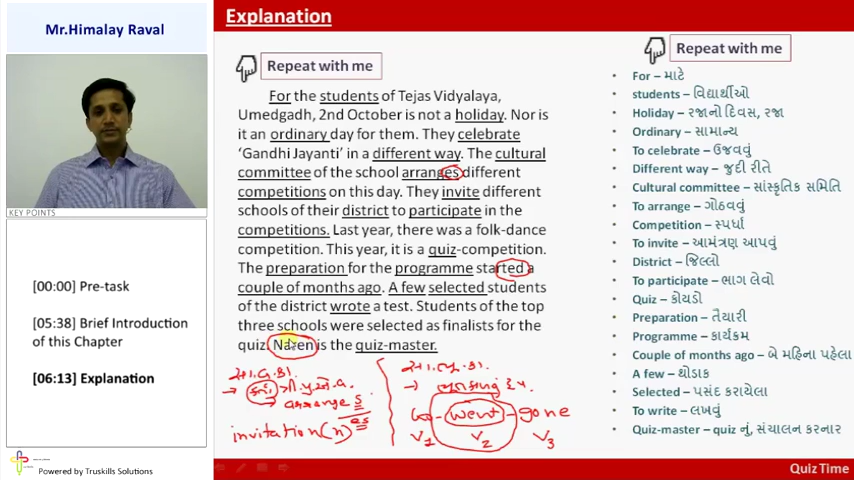 Mr.Himalay Raval
KEY POINTS
[00:00] Pre-task
[05:38] Brief Introduction
of this Chapter
[06:13] Explanation
Powered by Truskills Solutions
Explanation
Repeat with me
For the students of Tejas Vidyalaya,
Umedgadh, 2nd October is not a holiday. Nor is
it an ordinary day for them. They celebrate
‘Gandhi Jayanti’ in a different way. The cultural
committee of the school arranges different
competitions on this day. They invite different
schools of their district to participate in the
competitions. Last year, there was a folk-dance
competition. This year, it is a quiz-competition.
The preparation for the programme started a
couple of months ago. A few selected students
of the district wrote a test. Students of the top
three schools were selected as finalists for the
quiz. Naren is the quiz-master.
arrange s
es
invitation(n)
go - went - gone
V1 V2 V3
Repeat with me
• For – માટે
• students – વિદ્યાર્થીઓ
• Holiday – રજાનો દિવસ, રજા
• Ordinary – સામાન્ય
• To celebrate – ઉજવવું
• Different way – જુદી રીતે
• Cultural committee – સાંસ્કૃતિક સમિતિ
• To arrange – ગોઠવવું
• Competition – સ્પર્ધા
• To invite – આમંત્રણ આપવું
• District – જિલ્લો
• To participate – ભાગ લેવો
• Quiz – કોયડો
• Preparation – તૈયારી
• Programme – કાર્યક્રમ
• Couple of months ago – બે મહિના પહેલા
• A few – થોડાક
• Selected – પસંદ કરાયેલા
• To write – લખવું
• Quiz-master – quiz નું, સંચાલન કરનાર
Quiz Time